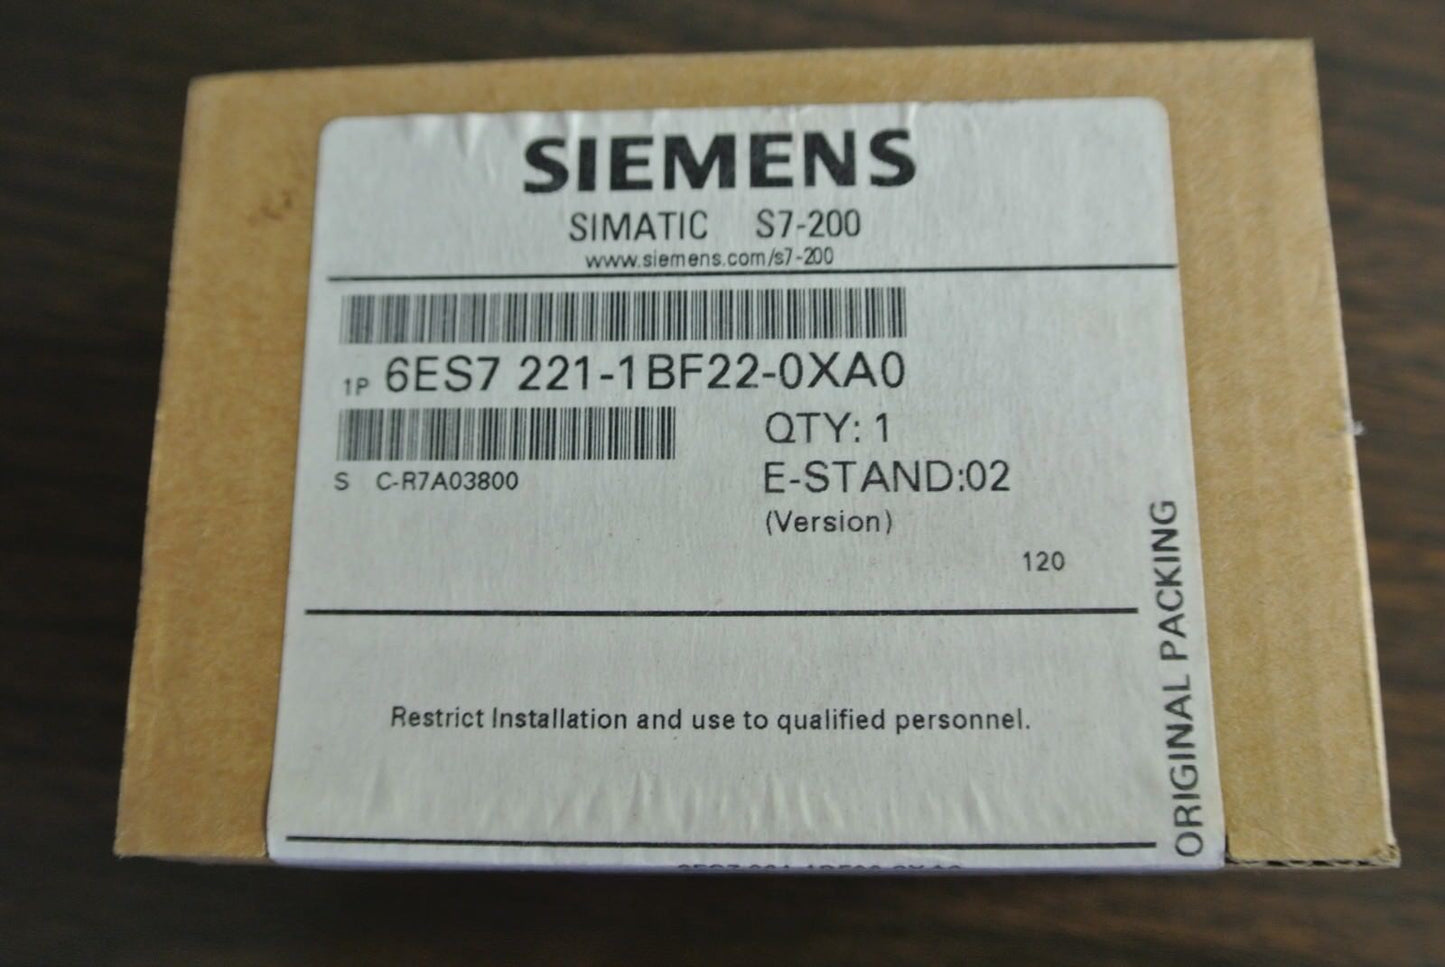 SIEMENS
SIMATIC S7-200
www.siemens.com/s7-200
1P 6ES7 221-1BF22-0XA0
QTY: 1
S C-R7A03800
E-STAND:02
(Version)
120
ORIGINAL PACKING
Restrict Installation and use to qualified personnel.